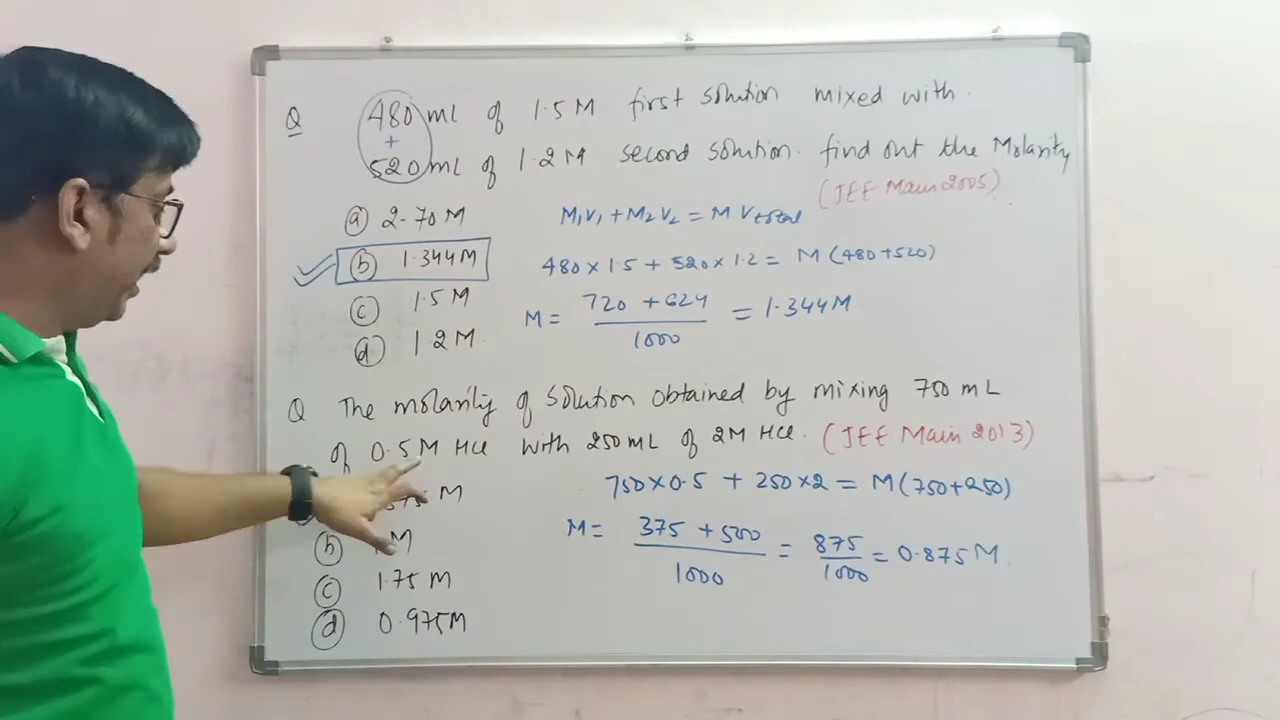 Q 480 ml of 1.5 M first solution mixed with.
+
520 ml of 1.2 M second solution. find out the Molarity
(JEE Main 2005)
(a) 2.70 M
M₁V₁ + M₂V₂ = M Vtotal
(b) 1.344 M
480 × 1.5 + 520 × 1.2 = M (480+520)
(c) 1.5 M
M = 720 + 624 / 1000 = 1.344 M
(d) 1.2 M
Q The molarity of solution obtained by mixing 750 mL
of 0.5 M HCl with 250 mL of 2M HCl. (JEE Main 2013)
M
750 × 0.5 + 250 × 2 = M (750+250)
(b) M
M = 375 + 500 / 1000 = 875 / 1000 = 0.875 M
(c) 1.75 M
(d) 0.975 M